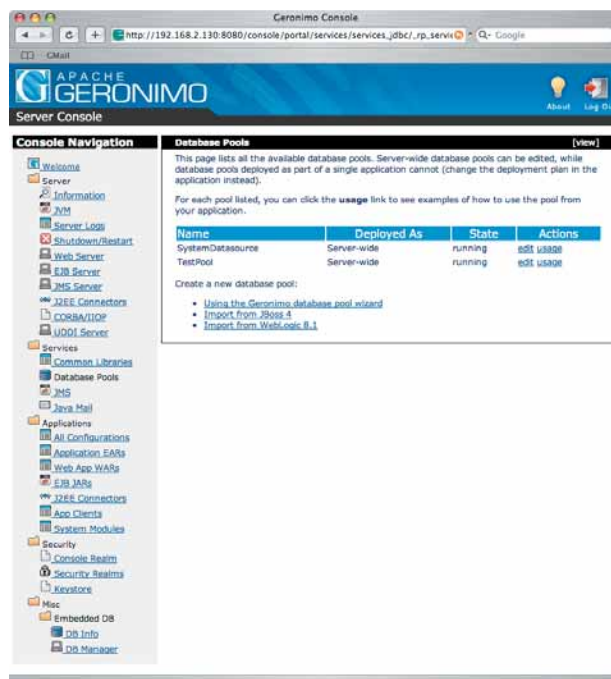 Geronimo Console
http://192.168.2.130:8080/console/portal/services/services_jdbc/_rp_servic
Q- Google
GMail
APACHE
GERONIMO
About
Log Ou
Server Console
Console Navigation
Welcome
Server
Information
JVM
Server Logs
Shutdown/Restart
Web Server
EJB Server
JMS Server
J2EE Connectors
CORBA/IIOP
UDDI Server
Services
Common Libraries
Database Pools
JMS
Java Mail
Applications
All Configurations
Application EARs
Web App WARs
EJB JARs
J2EE Connectors
App Clients
System Modules
Security
Console Realm
Security Realms
Keystore
Misc
Embedded DB
DB Info
DB Manager
Database Pools [view]
This page lists all the available database pools. Server-wide database pools can be edited, while
database pools deployed as part of a single application cannot (change the deployment plan in the
application instead).
For each pool listed, you can click the usage link to see examples of how to use the pool from
your application.
Name Deployed As State Actions
SystemDatasource Server-wide running edit usage
TestPool Server-wide running edit usage
Create a new database pool:
Using the Geronimo database pool wizard
Import from JBoss 4
Import from WebLogic 8.1